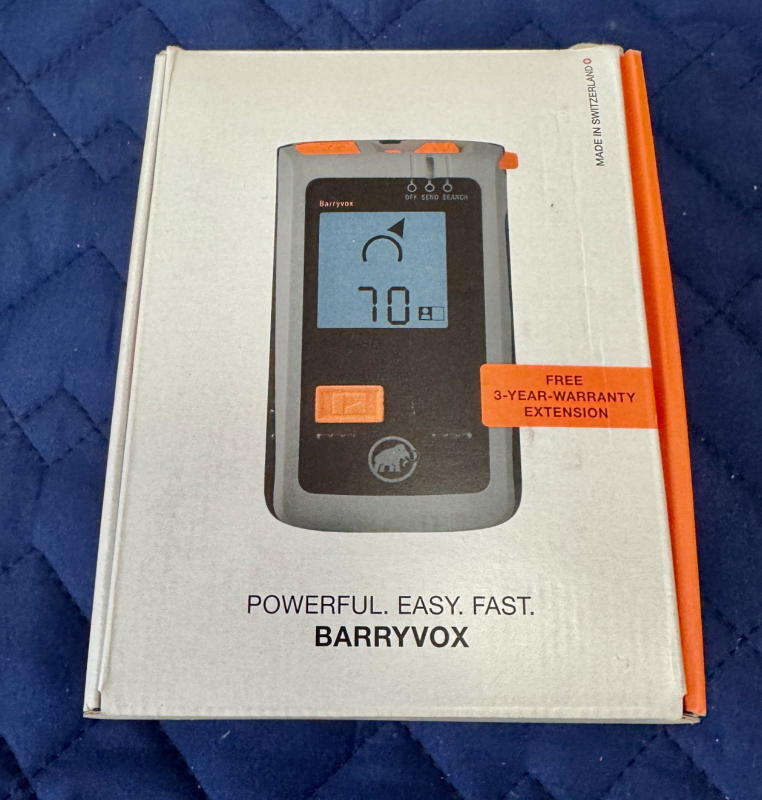 MADE IN SWITZERLAND
OFF SEND SEARCH
Barryvox
70
FREE
3-YEAR-WARRANTY
EXTENSION
POWERFUL. EASY. FAST.
BARRYVOX